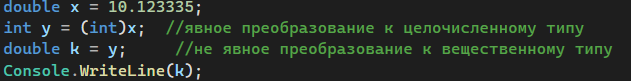 double x = 10.123335;
int y = (int)x;  //явное преобразование к целочисленному типу
double k = y;     //не явное преобразование к вещественному типу
Console.WriteLine(k);